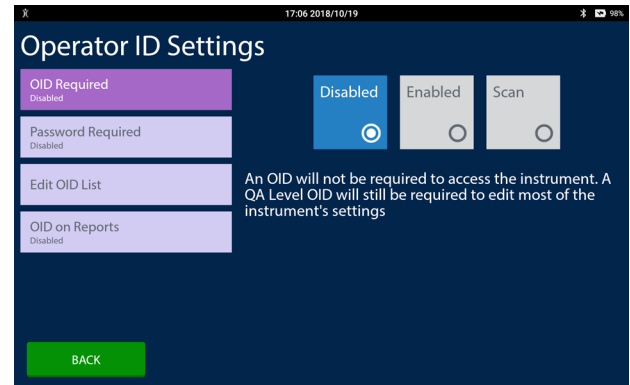 17:06 2018/10/19
98%
Operator ID Settings
OID Required
Disabled
Password Required
Disabled
Edit OID List
OID on Reports
Disabled
Disabled
Enabled
Scan
An OID will not be required to access the instrument. A
QA Level OID will still be required to edit most of the
instrument's settings
BACK